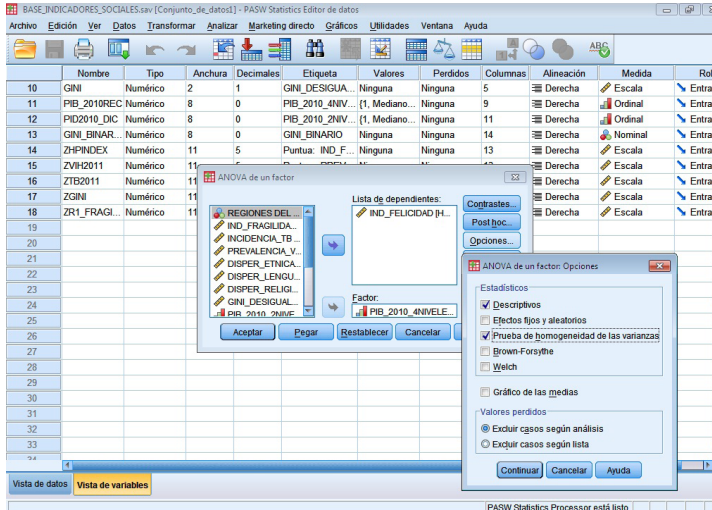 BASE_INDICADORES_SOCIALES.sav [Conjunto_de_datos1] - PASW Statistics Editor de datos
Archivo Edición Ver Datos Transformar Analizar Marketing directo Gráficos Utilidades Ventana Ayuda
Nombre Tipo Anchura Decimales Etiqueta Valores Perdidos Columnas Alineación Medida Rol
10 GINI Numérico 2 1 GINI_DESIGUA... Ninguna Ninguna 5 Derecha Escala Entra
11 PIB_2010REC Numérico 8 0 PIB_2010_4NIV... {1, Mediano... Ninguna 9 Derecha Ordinal Entra
12 PID2010_DIC Numérico 8 0 PIB_2010_2NIV... {1, Mediano... Ninguna 11 Derecha Ordinal Entra
13 GINI_BINAR... Numérico 8 0 GINI_BINARIO Ninguna Ninguna 14 Derecha Nominal Entra
14 ZHPINDEX Numérico 11 5 Puntua: IND_F... Ninguna Ninguna 13 Derecha Escala Entra
15 ZVIH2011 Numérico 11 Derecha Escala Entra
16 ZTB2011 Numérico 11 Derecha Escala Entra
17 ZGINI Numérico 11 Derecha Escala Entra
18 ZR1_FRAGI... Numérico 11 Derecha Escala Entra
19
20
21
22
23
24
25
26
27
28
29
30
31
32
33
ANOVA de un factor
REGIONES DEL ...
IND_FRAGILIDA...
INCIDENCIA_TB ...
PREVALENCIA_V...
DISPER_ETNICA...
DISPER_LENGU...
DISPER_RELIGI...
GINI_DESIGUAL...
PIB_2010_2NIVE...
Lista de dependientes:
IND_FELICIDAD [H...
Factor:
PIB_2010_4NIVELE...
Contrastes...
Post hoc...
Opciones...
Aceptar Pegar Restablecer Cancelar
ANOVA de un factor: Opciones
Estadísticos
Descriptivos
Efectos fijos y aleatorios
Prueba de homogeneidad de las varianzas
Brown-Forsythe
Welch
Gráfico de las medias
Valores perdidos
Excluir casos según análisis
Excluir casos según lista
Continuar Cancelar Ayuda
Vista de datos Vista de variables
PASW Statistics Processor está listo